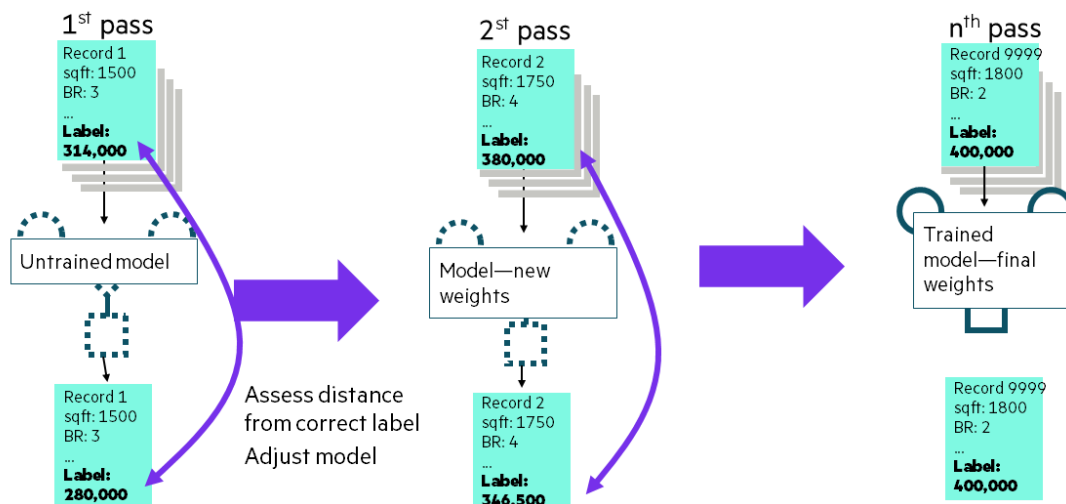 1st pass
Record 1
sqft: 1500
BR: 3
...
Label:
314,000
Untrained model
Record 1
sqft: 1500
BR: 3
...
Label:
280,000
Assess distance
from correct label
Adjust model
2st pass
Record 2
sqft: 1750
BR: 4
...
Label:
380,000
Model—new
weights
Record 2
sqft: 1750
BR: 4
...
Label:
346,500
nth pass
Record 9999
sqft: 1800
BR: 2
...
Label:
400,000
Trained
model—final
weights
Record 9999
sqft: 1800
BR: 2
...
Label:
400,000